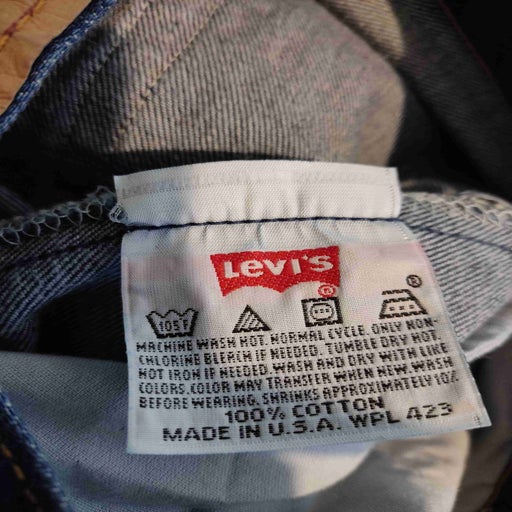 Levi's
®
®
105
MACHINE WASH HOT. NORMAL CYCLE. ONLY NON-
CHLORINE BLEACH IF NEEDED. TUMBLE DRY HOT.
HOT IRON IF NEEDED. WASH AND DRY WITH LIKE
COLORS. COLOR MAY TRANSFER WHEN NEW. WASH
BEFORE WEARING. SHRINKS APPROXIMATELY 10%
100% COTTON
MADE IN U.S.A. WPL 423